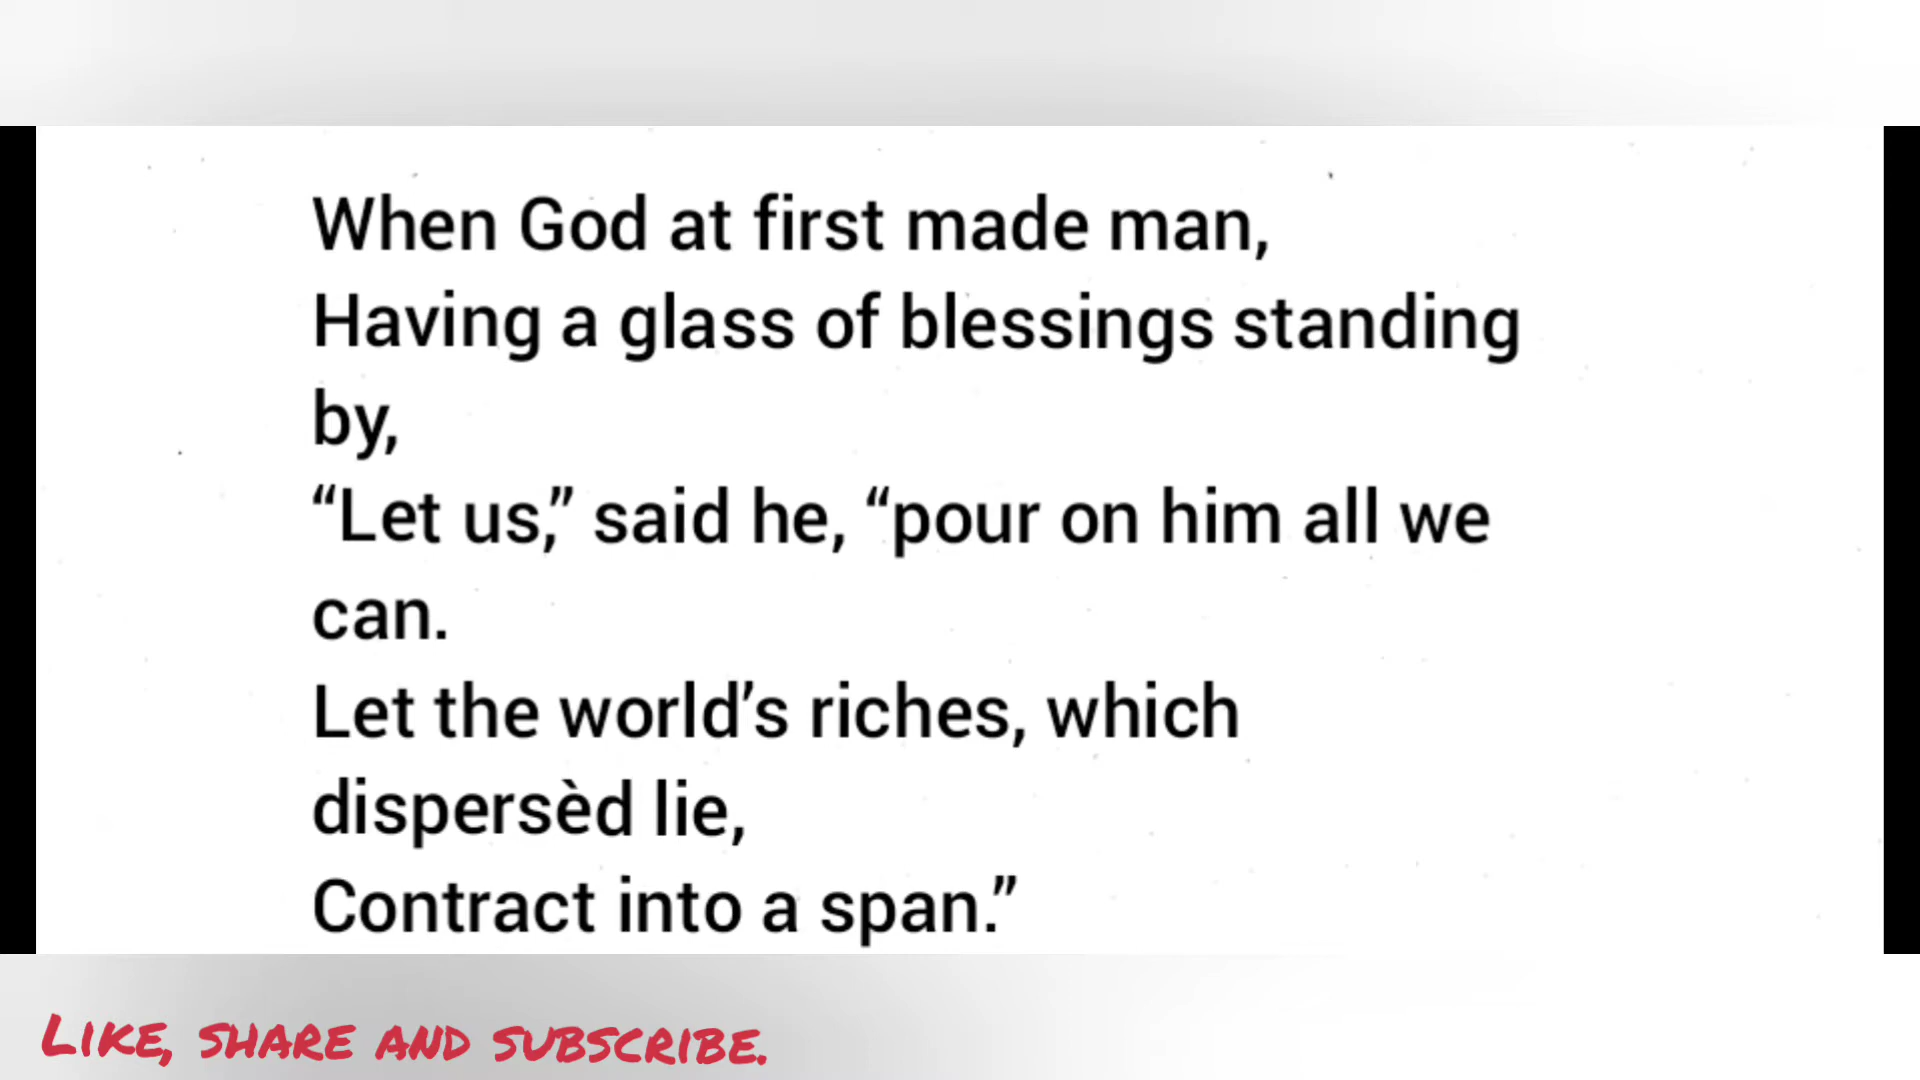 When God at first made man,
Having a glass of blessings standing
by,
“Let us,” said he, “pour on him all we
can.
Let the world’s riches, which
dispersèd lie,
Contract into a span.”
Like, share and subscribe.